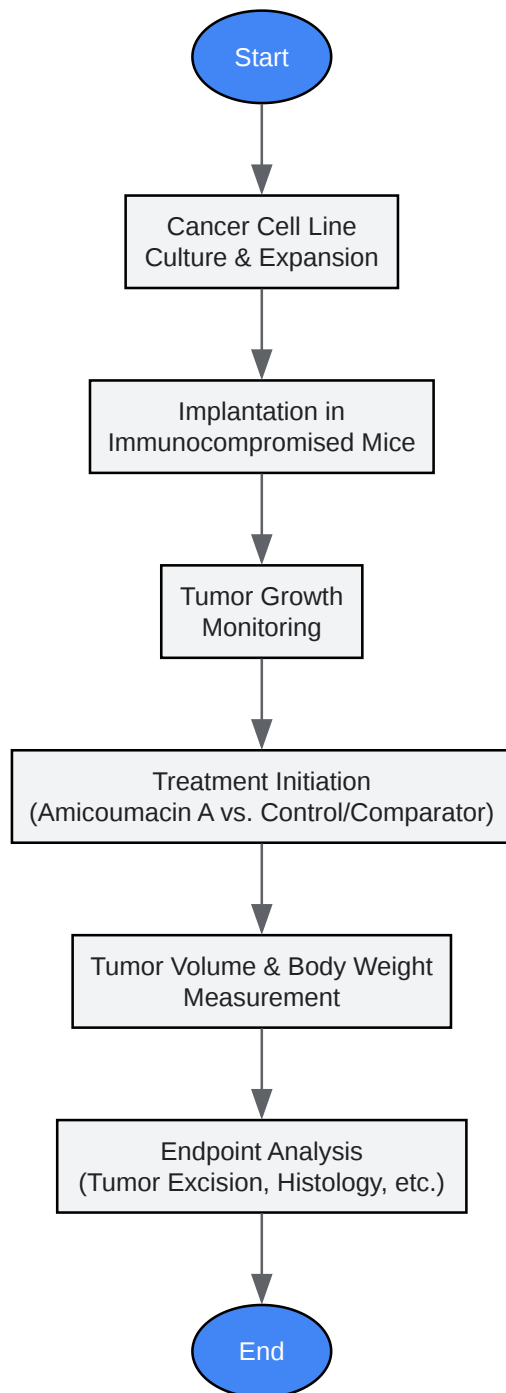 Start
Cancer Cell Line
Culture & Expansion
Implantation in
Immunocompromised Mice
Tumor Growth
Monitoring
Treatment Initiation
(Amicoumacin A vs. Control/Comparator)
Tumor Volume & Body Weight
Measurement
Endpoint Analysis
(Tumor Excision, Histology, etc.)
End